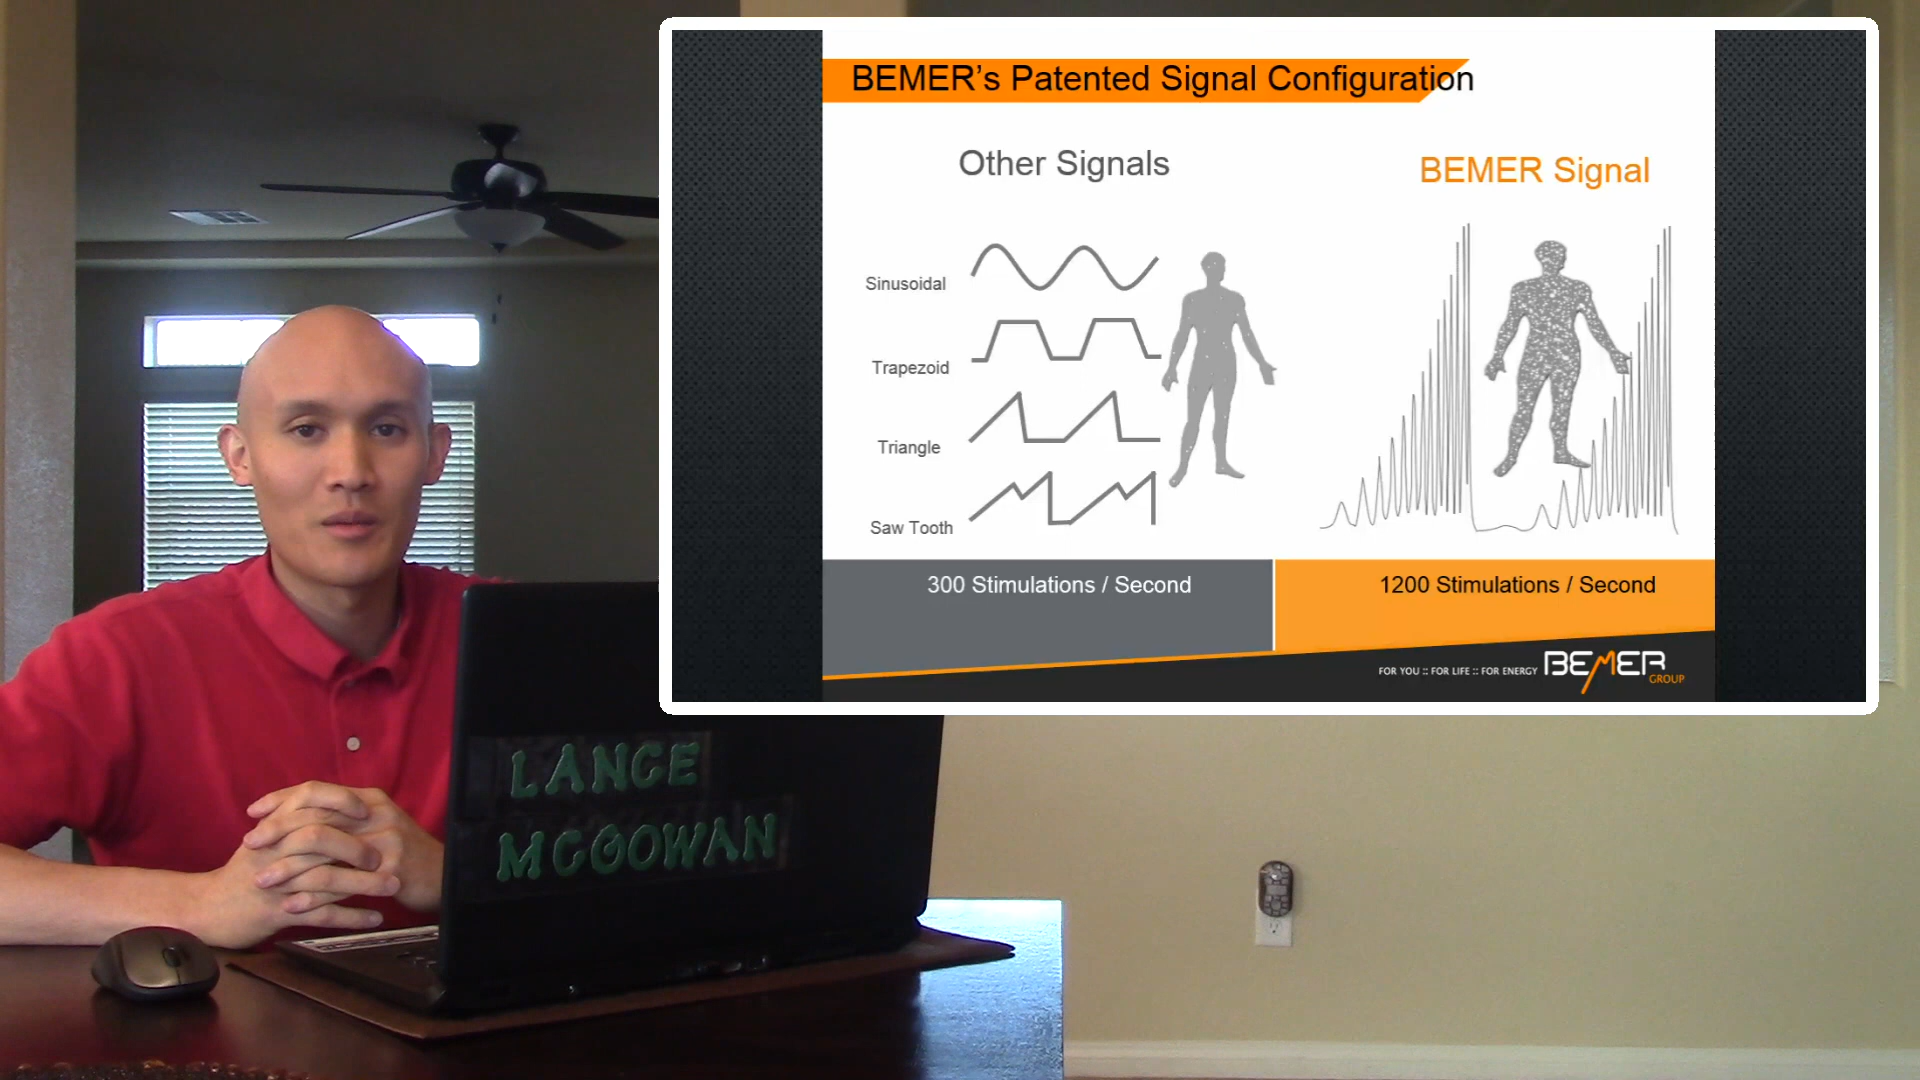 BEMER's Patented Signal Configuration
Other Signals
BEMER Signal
Sinusoidal
Trapezoid
Triangle
Saw Tooth
300 Stimulations / Second
1200 Stimulations / Second
FOR YOU :: FOR LIFE :: FOR ENERGY
BEMER
GROUP
LANCE
MCGOWAN